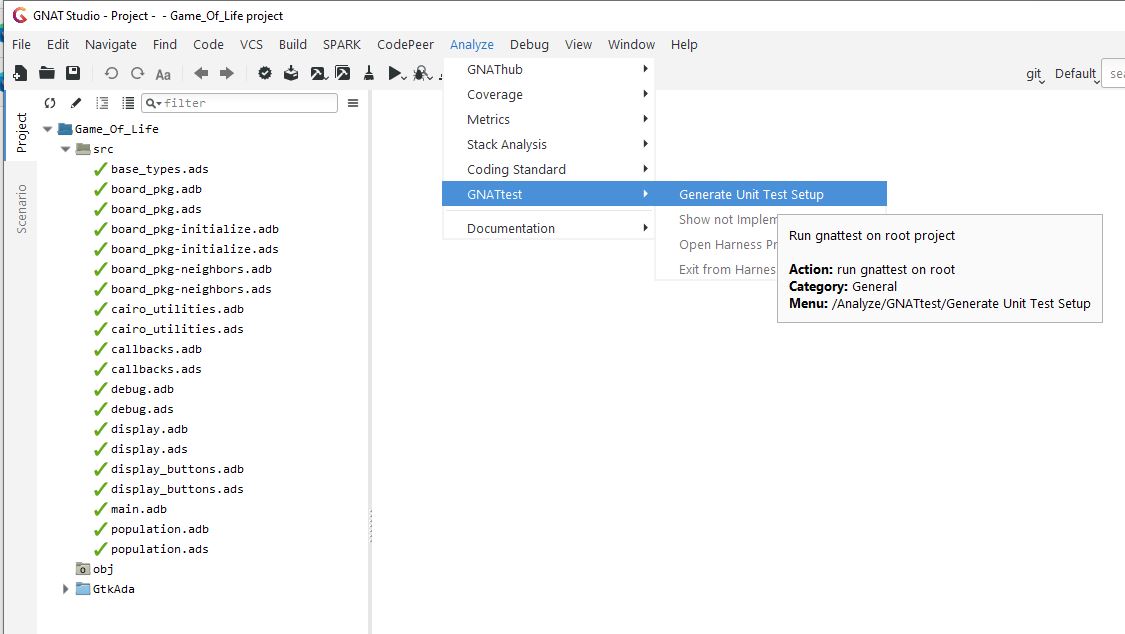 GNAT Studio - Project - - Game_Of_Life project
File Edit Navigate Find Code VCS Build SPARK CodePeer Analyze Debug View Window Help
Aa
git Default
filter
Project
Scenario
Game_Of_Life
src
base_types.ads
board_pkg.adb
board_pkg.ads
board_pkg-initialize.adb
board_pkg-initialize.ads
board_pkg-neighbors.adb
board_pkg-neighbors.ads
cairo_utilities.adb
cairo_utilities.ads
callbacks.adb
callbacks.ads
debug.adb
debug.ads
display.adb
display.ads
display_buttons.adb
display_buttons.ads
main.adb
population.adb
population.ads
obj
GtkAda
GNAThub
Coverage
Metrics
Stack Analysis
Coding Standard
GNATtest
Documentation
Generate Unit Test Setup
Show not Implem
Open Harness Pr
Exit from Harnes
Run gnattest on root project
Action: run gnattest on root
Category: General
Menu: /Analyze/GNATtest/Generate Unit Test Setup